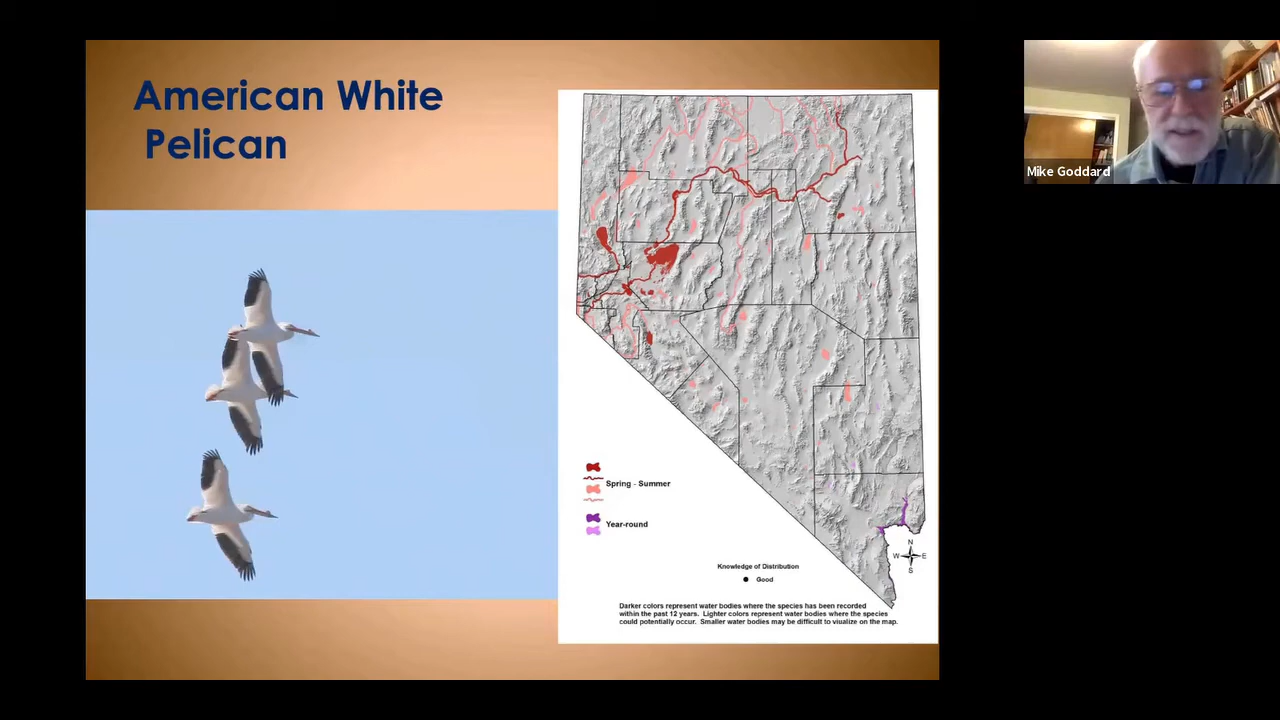 American White
Pelican
Mike Goddard
Spring - Summer
Year-round
N
W
E
S
Knowledge of Distribution
Good
Darker colors represent water bodies where the species has been recorded
within the past 12 years. Lighter colors represent water bodies where the species
could potentially occur. Smaller water bodies may be difficult to viualize on the map.